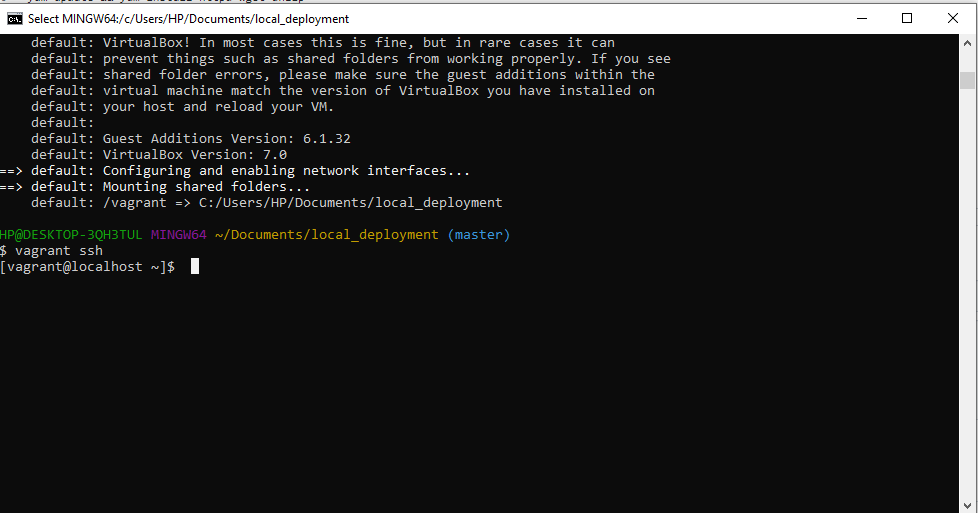 Select MINGW64:/c/Users/HP/Documents/local_deployment
default: VirtualBox! In most cases this is fine, but in rare cases it can
default: prevent things such as shared folders from working properly. If you see
default: shared folder errors, please make sure the guest additions within the
default: virtual machine match the version of VirtualBox you have installed on
default: your host and reload your VM.
default:
default: Guest Additions Version: 6.1.32
default: VirtualBox Version: 7.0
==> default: Configuring and enabling network interfaces...
==> default: Mounting shared folders...
default: /vagrant => C:/Users/HP/Documents/local_deployment
HP@DESKTOP-3QH3TUL MINGW64 ~/Documents/local_deployment (master)
$ vagrant ssh
[vagrant@localhost ~]$